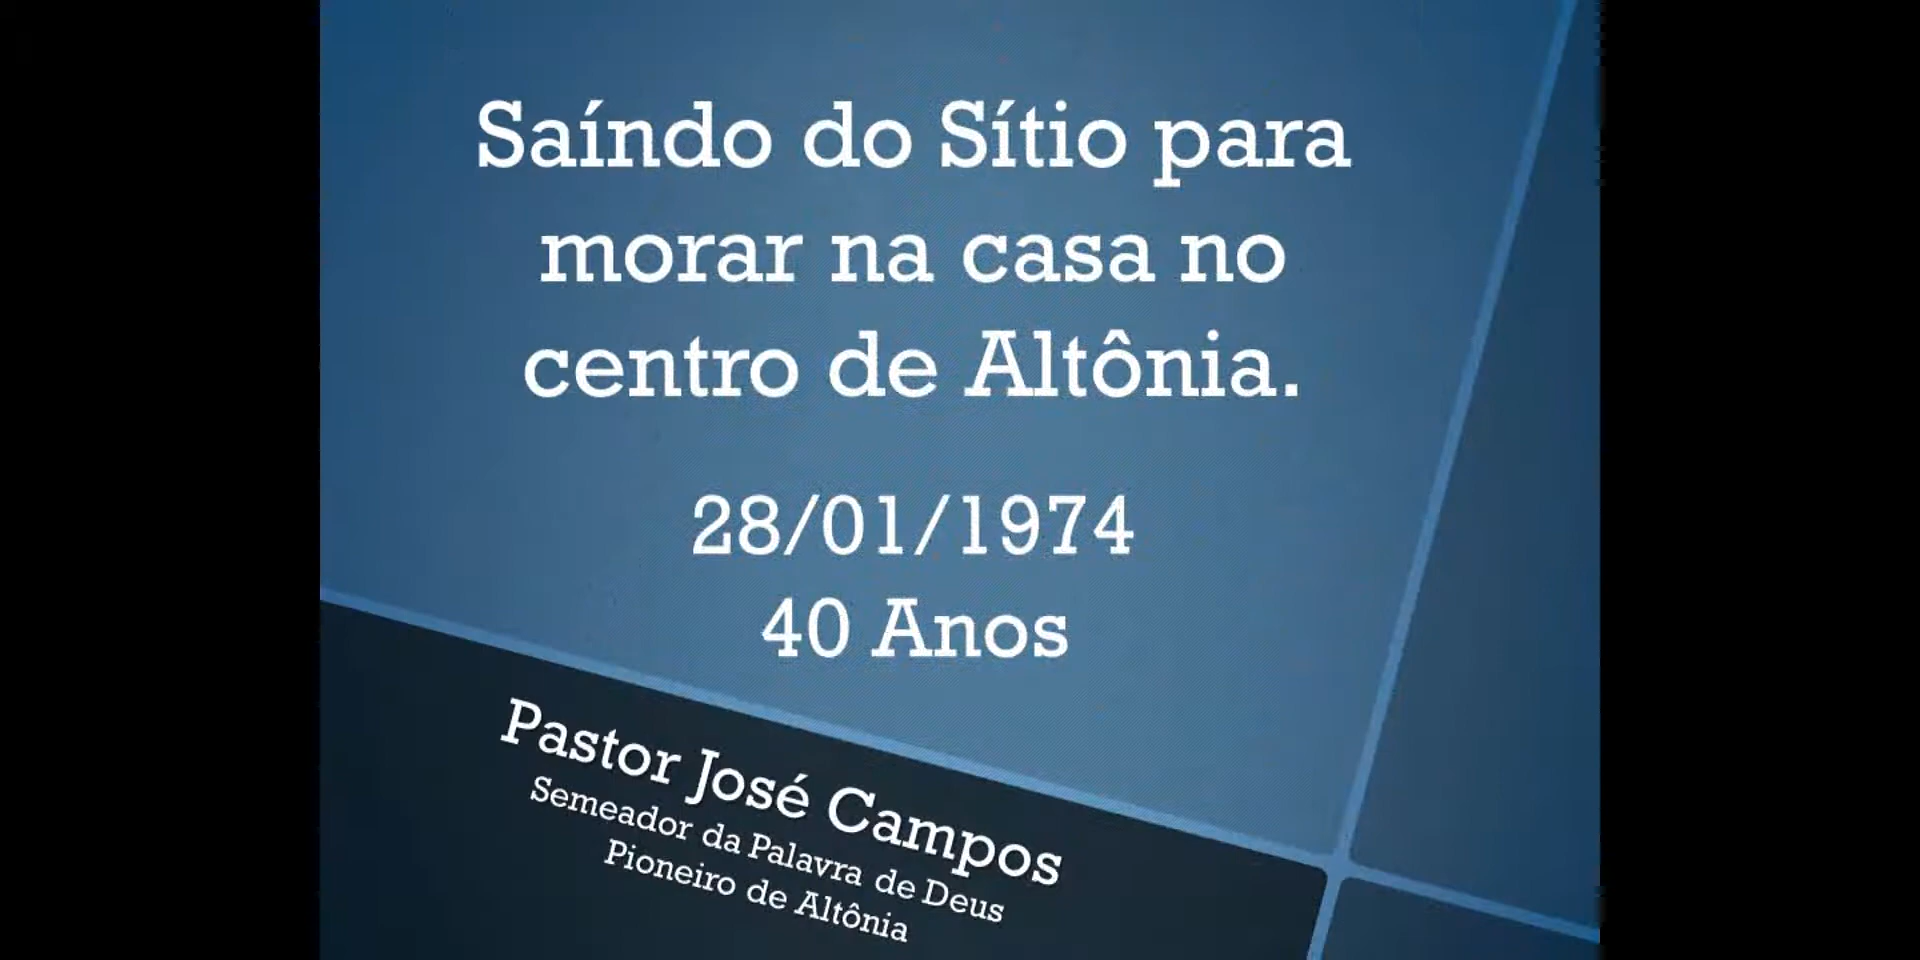 Saíndo do Sítio para
morar na casa no
centro de Altônia.
28/01/1974
40 Anos
Pastor José Campos
Semeador da Palavra de Deus
Pioneiro de Altônia